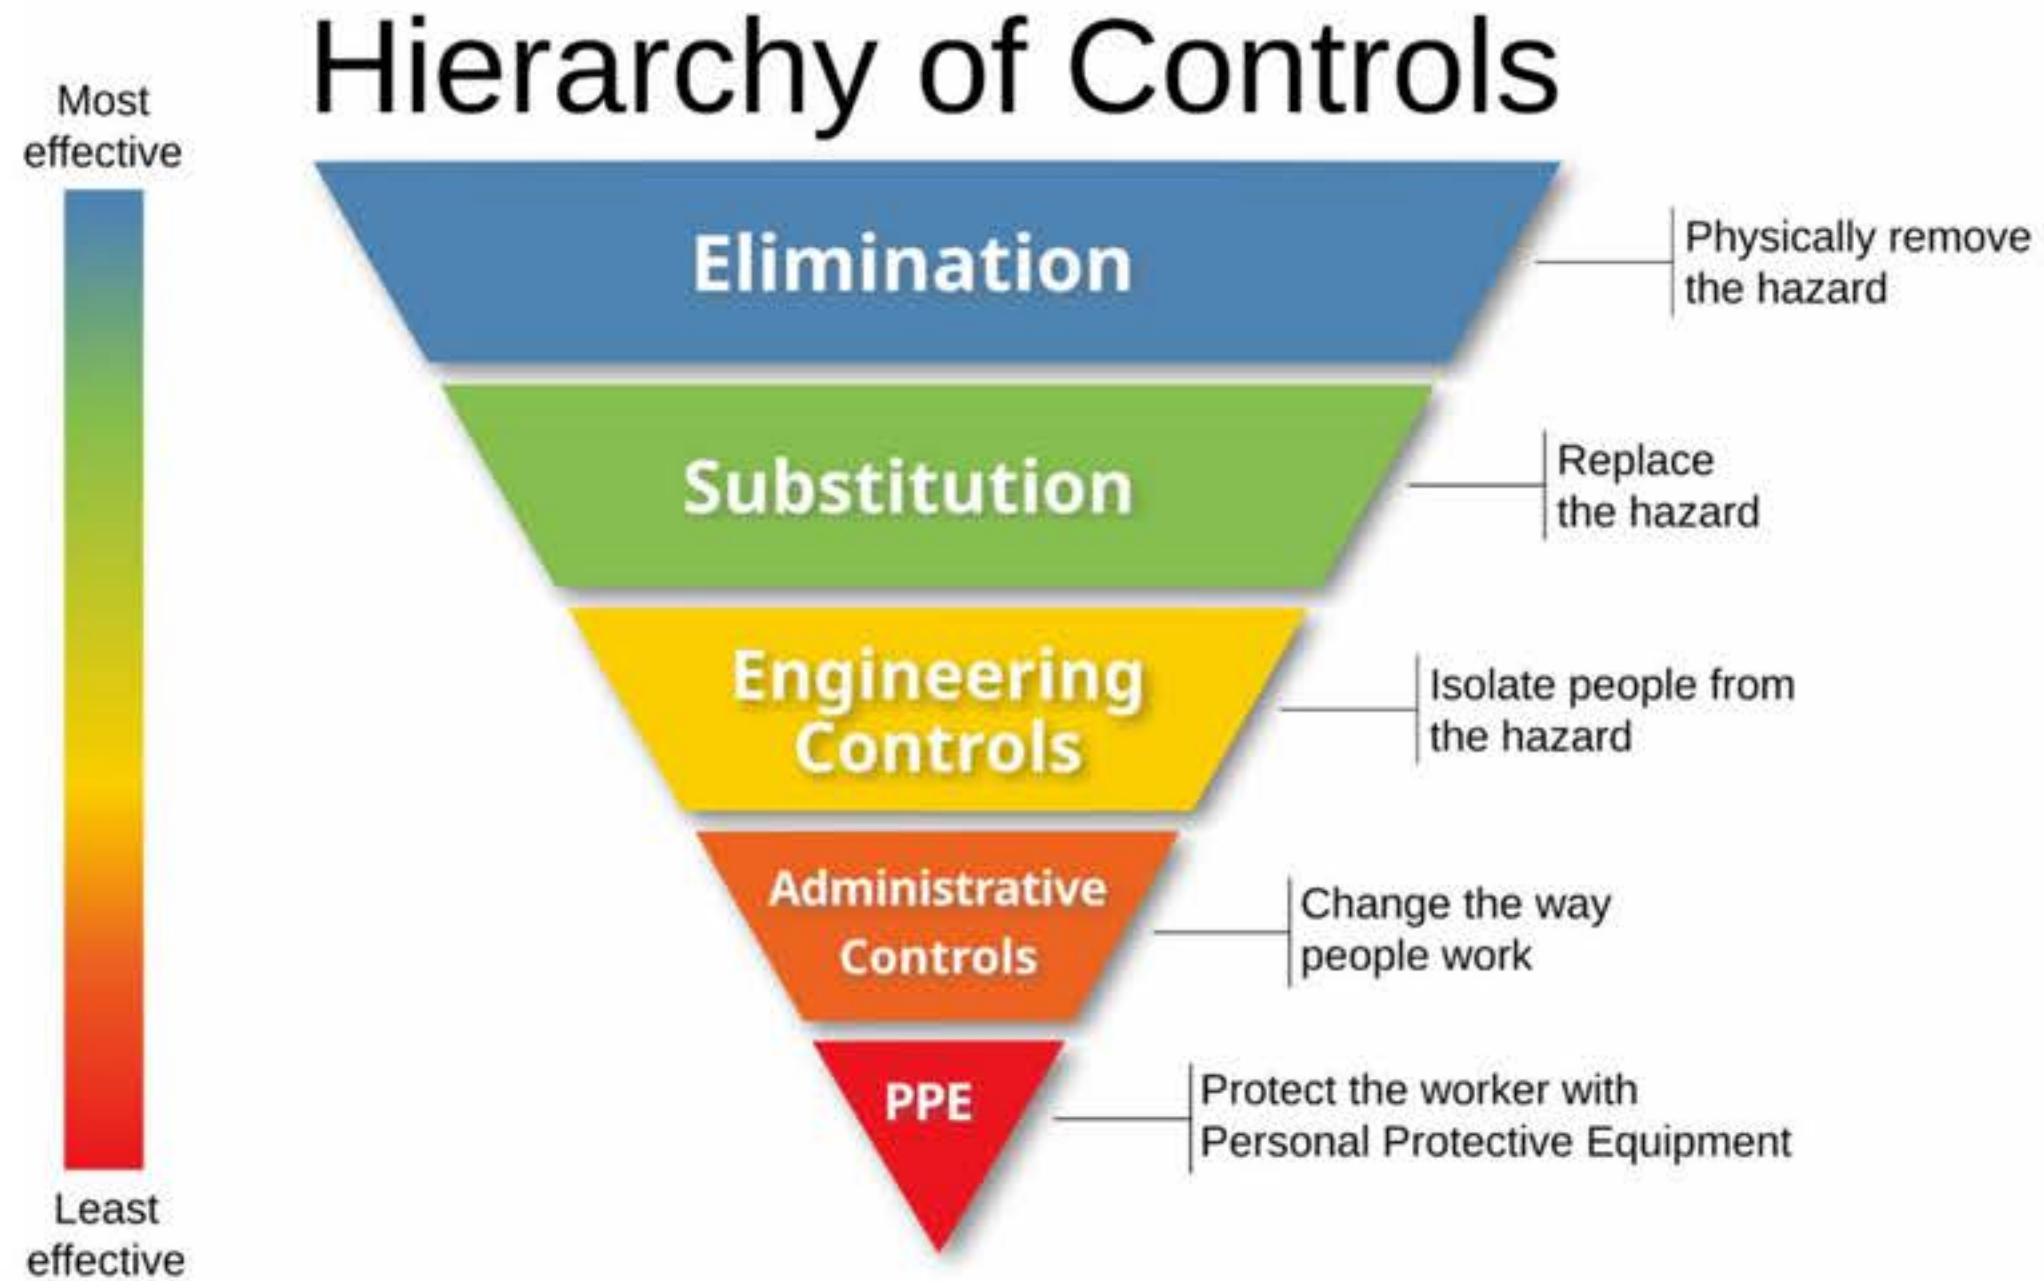 Hierarchy of Controls
Most
effective
Elimination
Physically remove
the hazard
Substitution
Replace
the hazard
Engineering
Controls
Isolate people from
the hazard
Administrative
Controls
Change the way
people work
PPE
Protect the worker with
Personal Protective Equipment
Least
effective